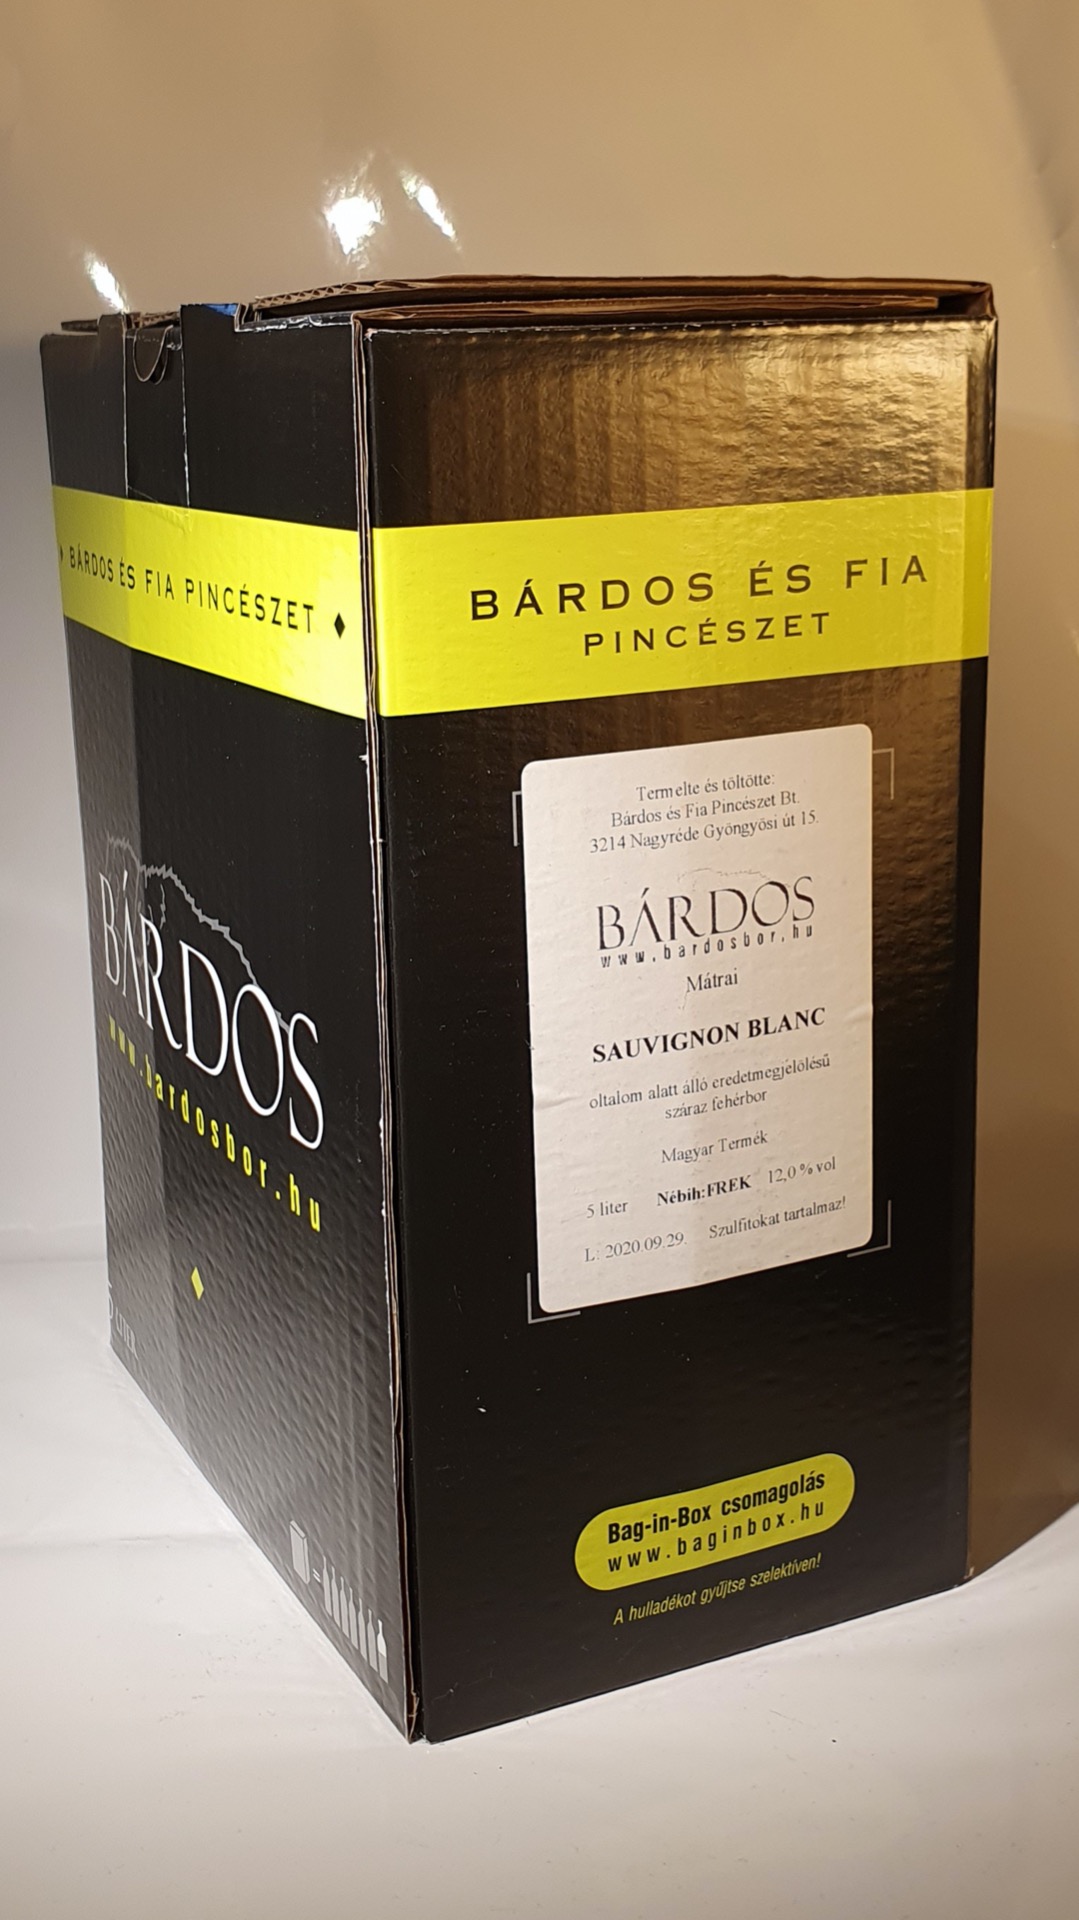 BÁRDOS ÉS FIA PINCÉSZET
BÁRDOS
www.bardosbor.hu
5 LITER
BÁRDOS ÉS FIA
PINCÉSZET
Termelte és töltötte:
Bárdos és Fia Pincészet Bt.
3214 Nagyréde Gyöngyösi út 15.
BÁRDOS
www.bardosbor.hu
Mátrai
SAUVIGNON BLANC
oltalom alatt álló eredetmegjelölésű
száraz fehérbor
Magyar Termék
5 liter Nébih:FREK 12,0 % vol
L: 2020.09.29. Szulfitokat tartalmaz!
Bag-in-Box csomagolás
www.baginbox.hu
A hulladékot gyűjtse szelektíven!